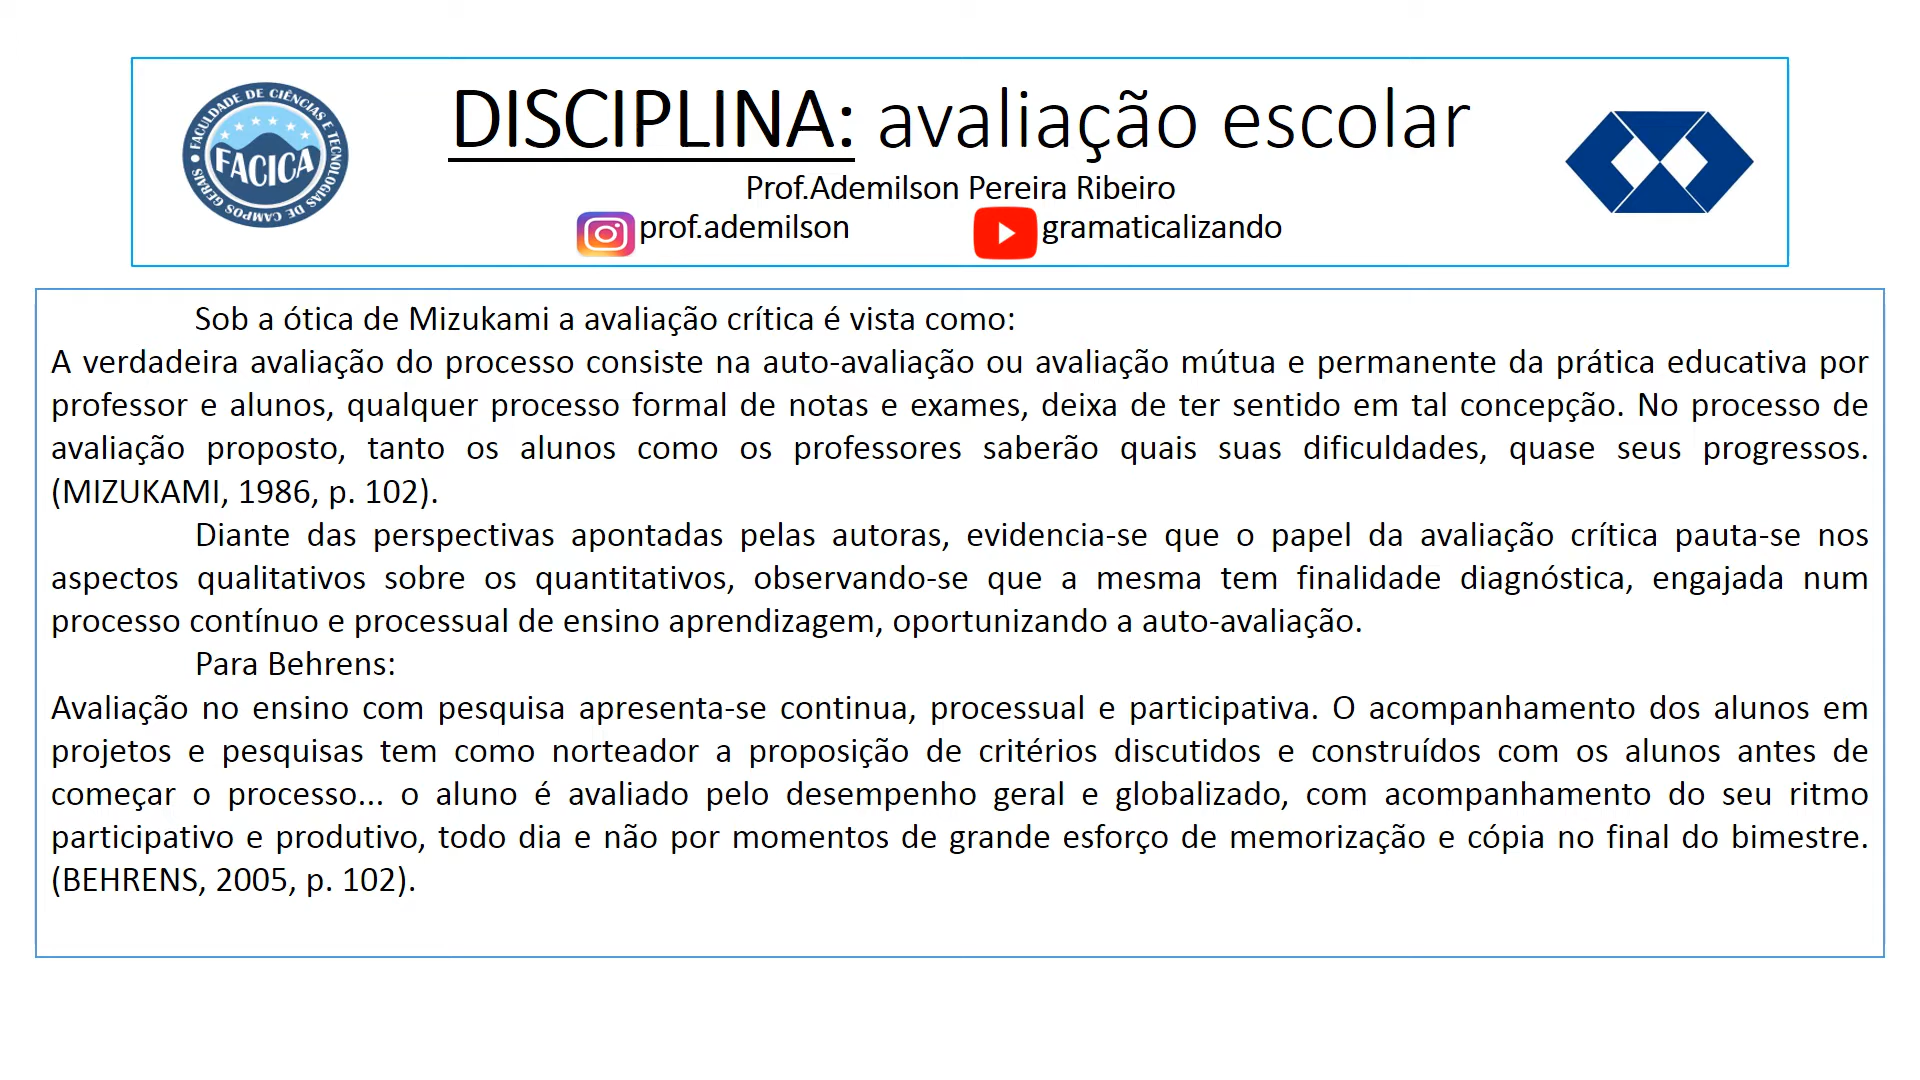 FACULDADE DE CIÊNCIAS E TECNOLOGIAS DE CAMPOS GERAIS
FACICA
DISCIPLINA: avaliação escolar
Prof.Ademilson Pereira Ribeiro
prof.ademilson gramaticalizando
Sob a ótica de Mizukami a avaliação crítica é vista como:
A verdadeira avaliação do processo consiste na auto-avaliação ou avaliação mútua e permanente da prática educativa por
professor e alunos, qualquer processo formal de notas e exames, deixa de ter sentido em tal concepção. No processo de
avaliação proposto, tanto os alunos como os professores saberão quais suas dificuldades, quase seus progressos.
(MIZUKAMI, 1986, p. 102).
Diante das perspectivas apontadas pelas autoras, evidencia-se que o papel da avaliação crítica pauta-se nos
aspectos qualitativos sobre os quantitativos, observando-se que a mesma tem finalidade diagnóstica, engajada num
processo contínuo e processual de ensino aprendizagem, oportunizando a auto-avaliação.
Para Behrens:
Avaliação no ensino com pesquisa apresenta-se continua, processual e participativa. O acompanhamento dos alunos em
projetos e pesquisas tem como norteador a proposição de critérios discutidos e construídos com os alunos antes de
começar o processo... o aluno é avaliado pelo desempenho geral e globalizado, com acompanhamento do seu ritmo
participativo e produtivo, todo dia e não por momentos de grande esforço de memorização e cópia no final do bimestre.
(BEHRENS, 2005, p. 102).